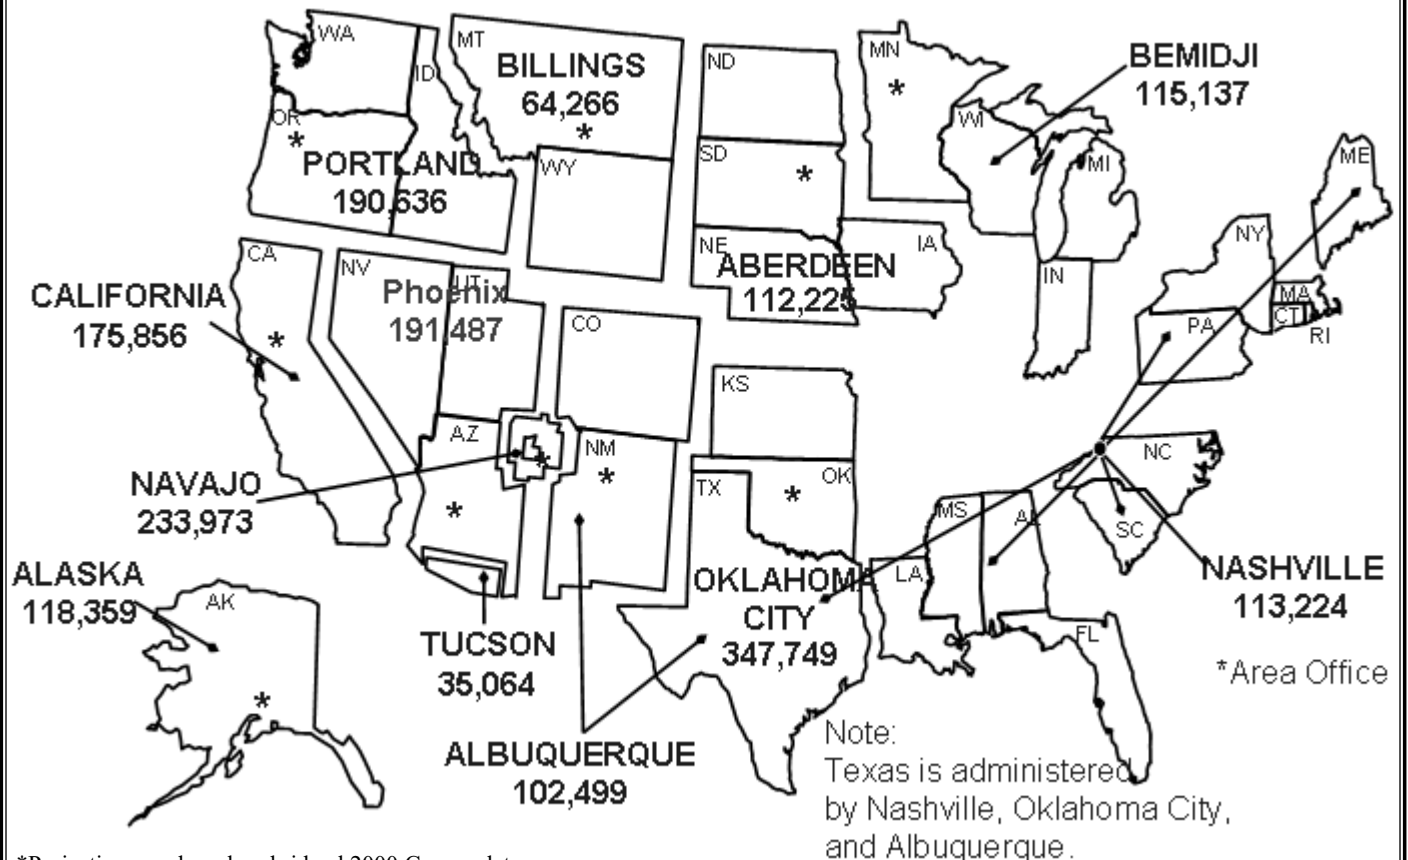 WA
MT
ID
BILLINGS
64,266
*
ND
MN
*
BEMIDJI
115,137
OR
*
PORTLAND
190,636
WY
SD
*
WI
MI
ME
CA
NV
UT
Phoenix
191,487
NE
IA
ABERDEEN
112,225
IN
NY
MA
CT
RI
PA
CALIFORNIA
175,856
*
CO
KS
AZ
*
NM
*
*
NAVAJO
233,973
TX
OK
*
NC
SC
MS
AL
LA
FL
ALASKA
118,359
AK
*
TUCSON
35,064
OKLAHOMA
CITY
347,749
NASHVILLE
113,224
*Area Office
ALBUQUERQUE
102,499
Note:
Texas is administered
by Nashville, Oklahoma City,
and Albuquerque.